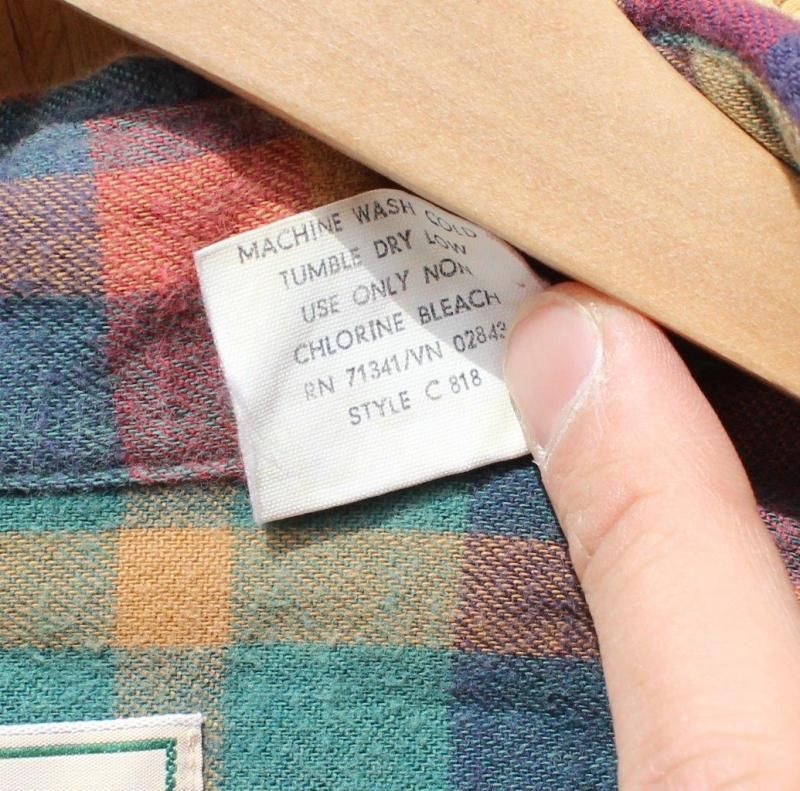 MACHINE WASH COLD
TUMBLE DRY LOW
USE ONLY NON
CHLORINE BLEACH
RN 71341/VN 02843
STYLE C 818